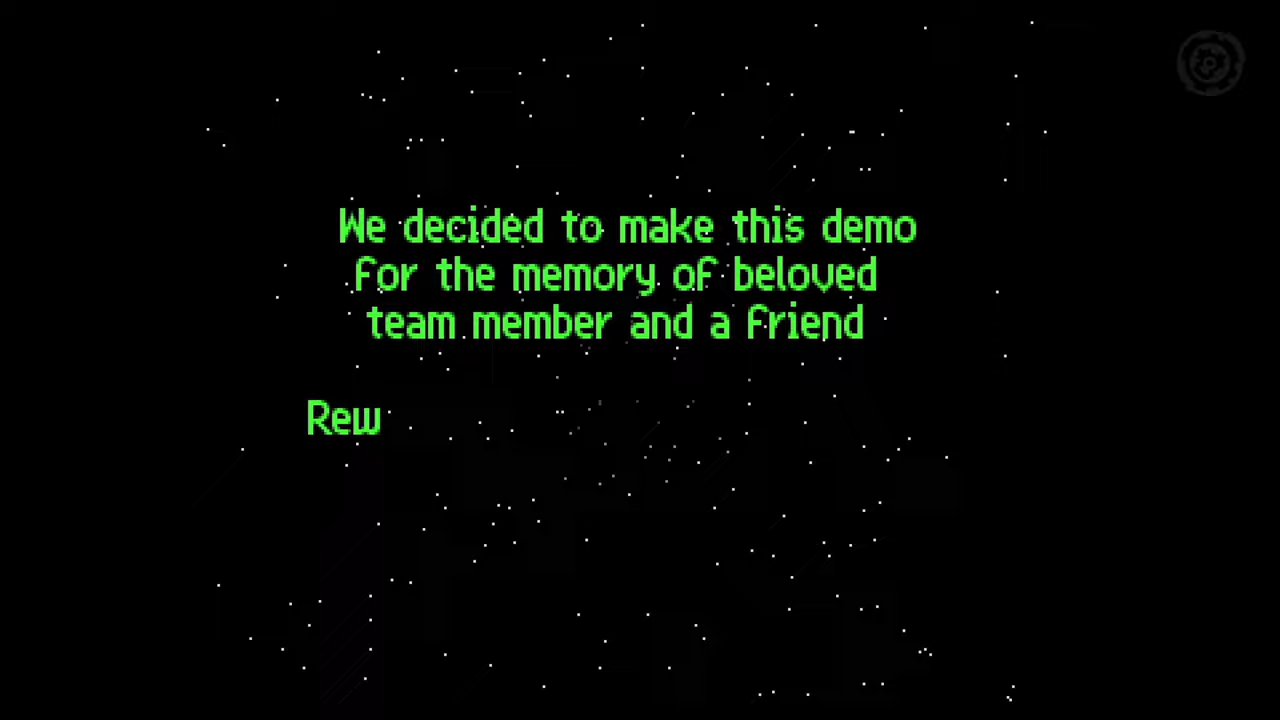 We decided to make this demo
for the memory of beloved
team member and a friend
Rew